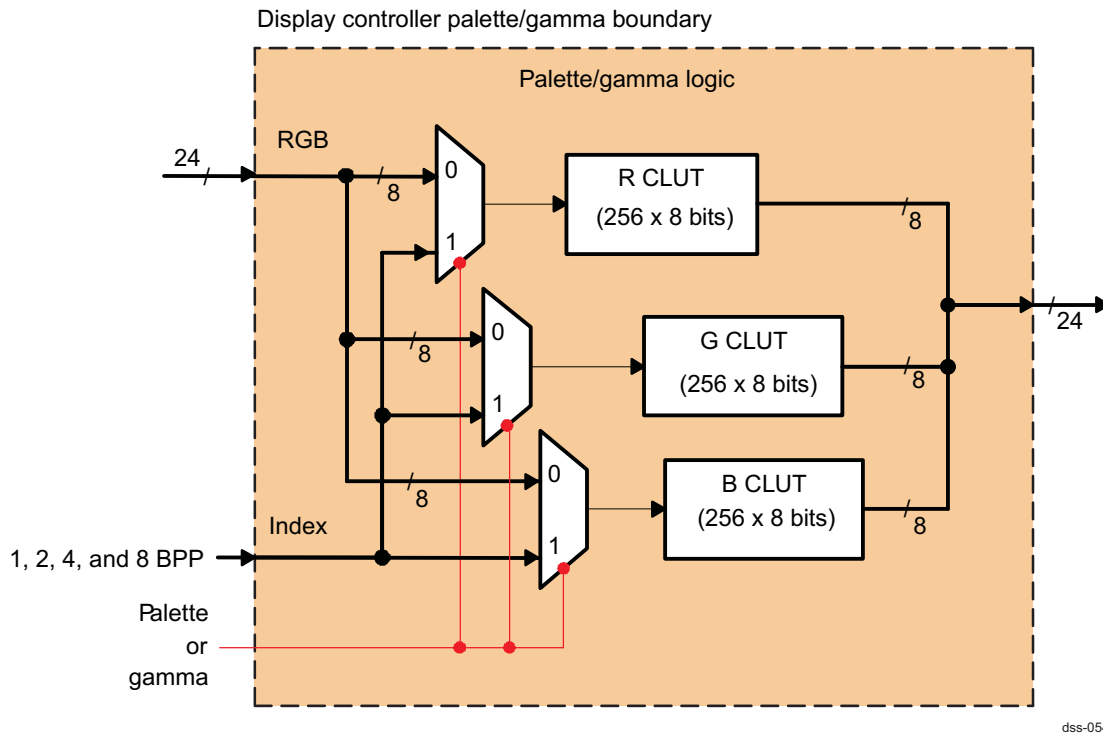 Display controller palette/gamma boundary
Palette/gamma logic
RGB
24
8
0
1
R CLUT
(256 x 8 bits)
8
0
8
1
G CLUT
(256 x 8 bits)
8
24
0
8
1
B CLUT
(256 x 8 bits)
8
Index
1, 2, 4, and 8 BPP
Palette
or
gamma